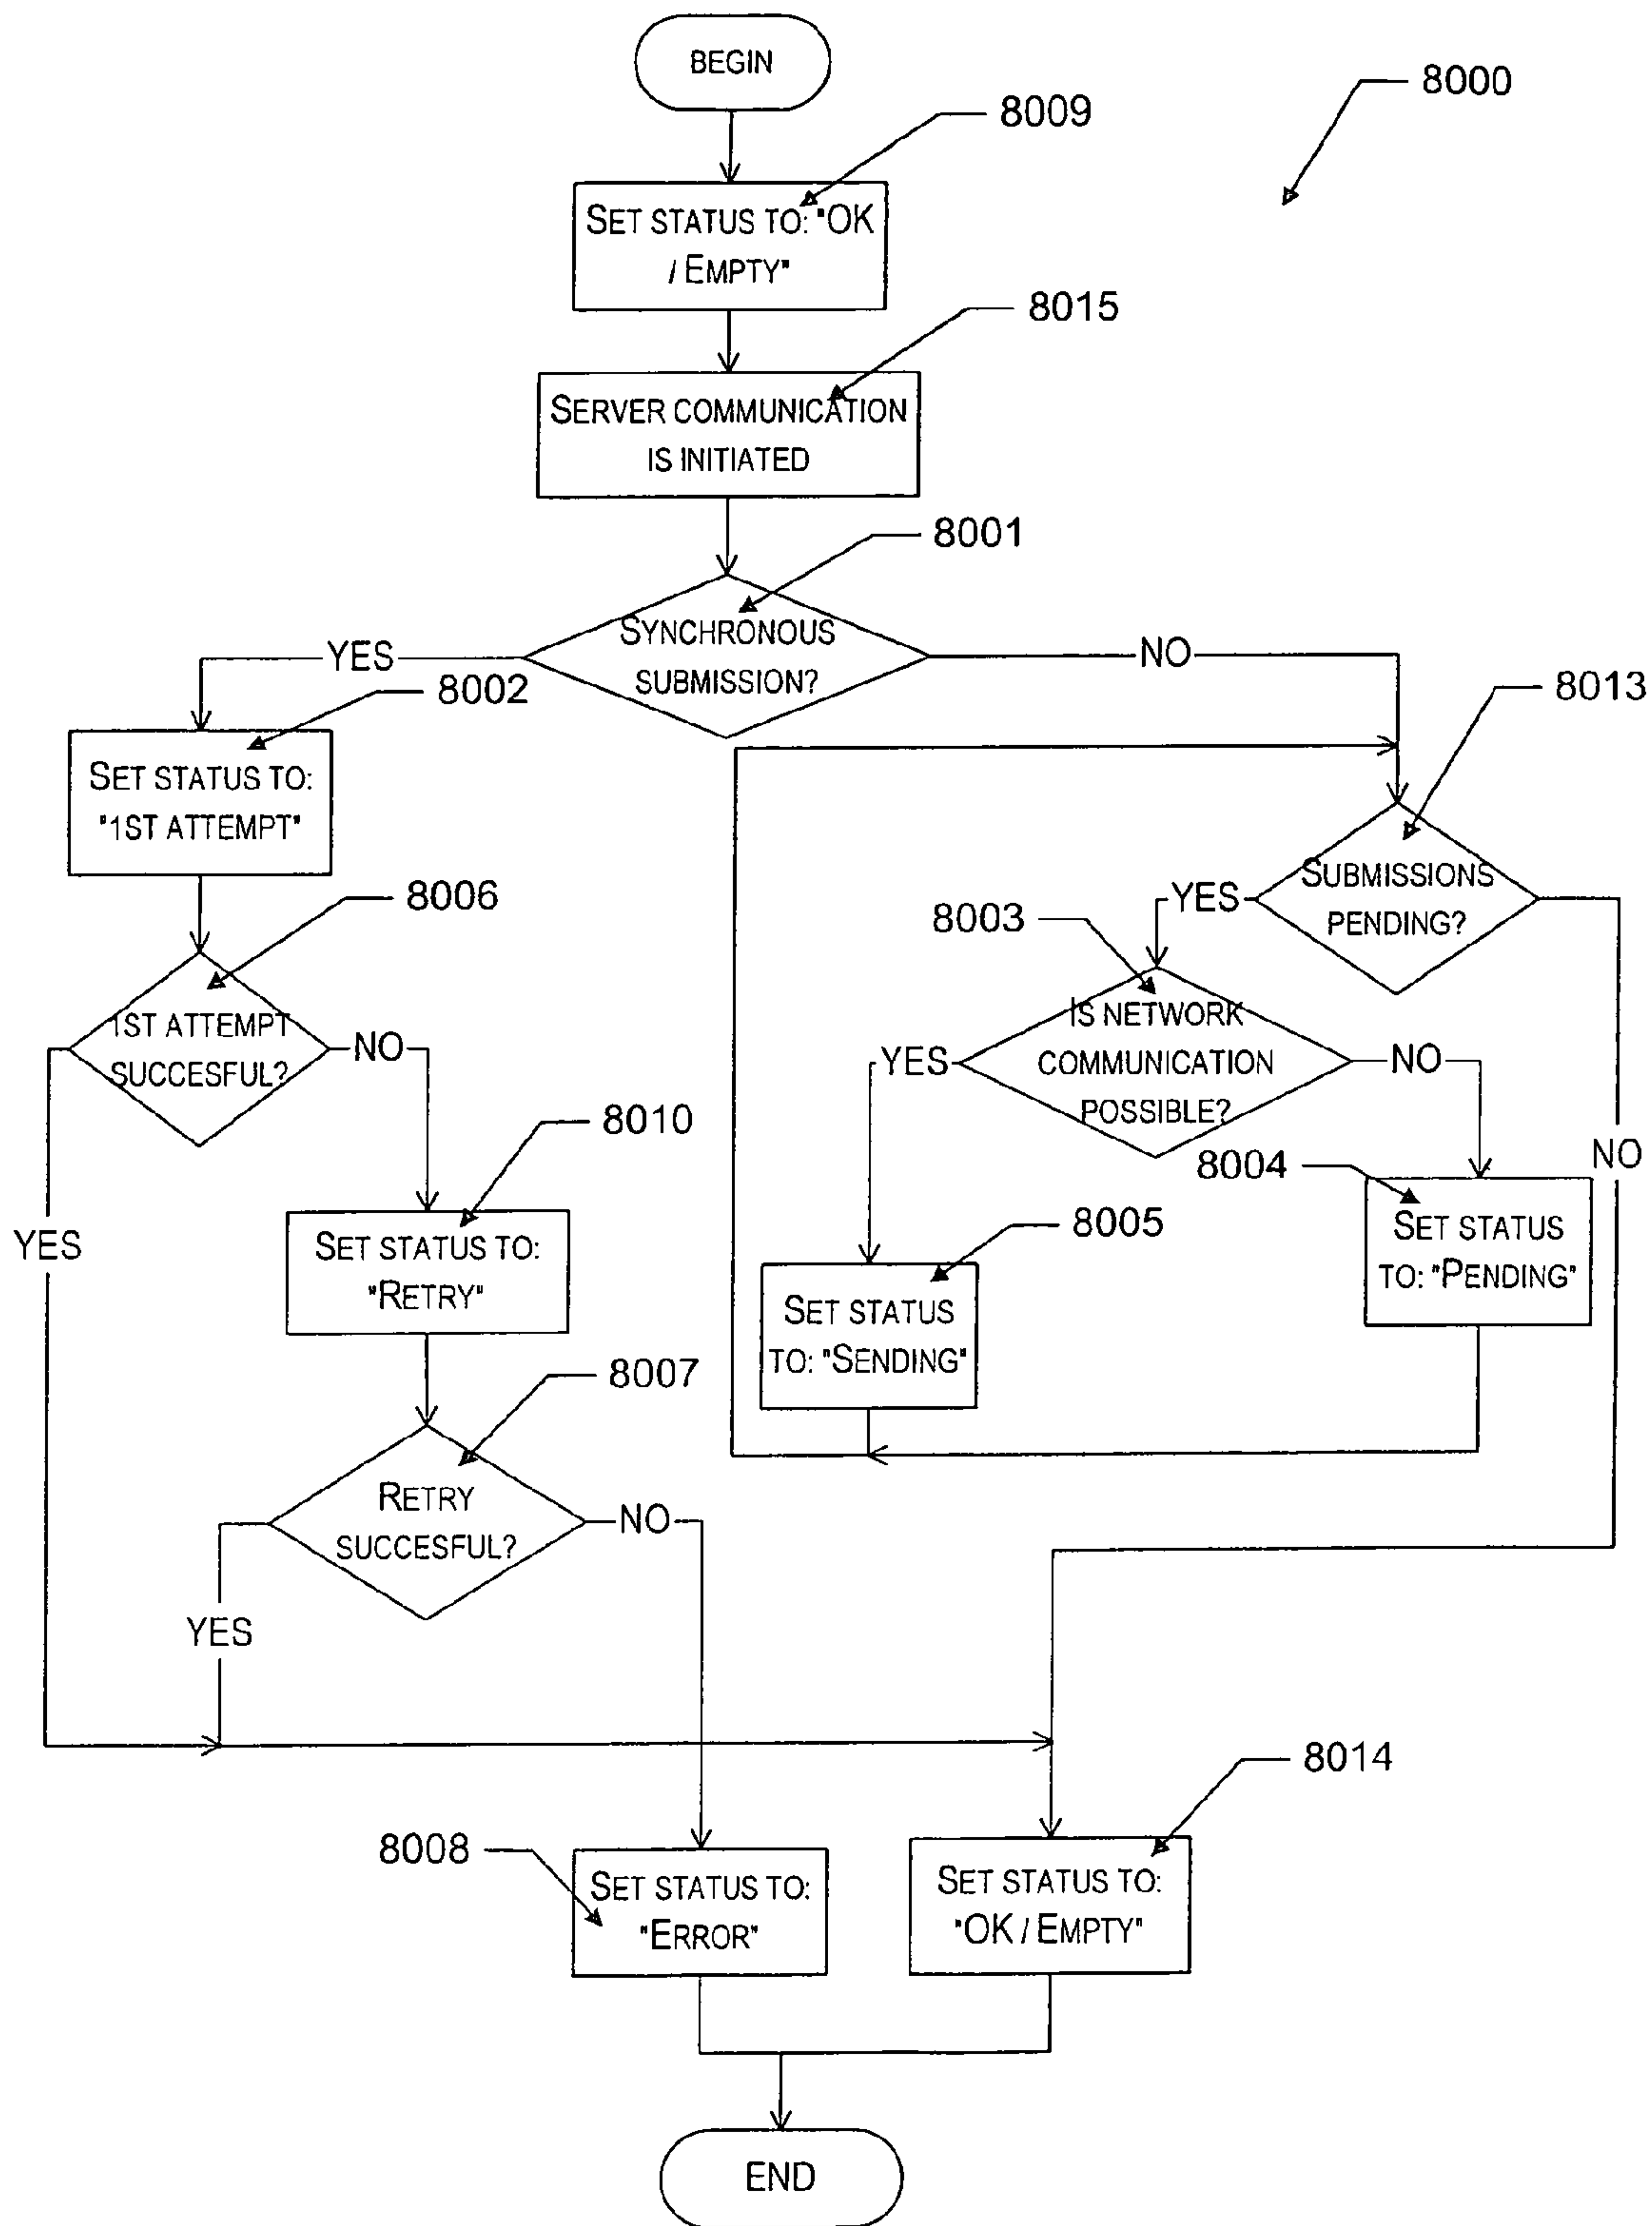 BEGIN
8000
8009
SET STATUS TO: "OK
/ EMPTY"
8015
SERVER COMMUNICATION
IS INITIATED
8001
SYNCHRONOUS
SUBMISSION?
YES
NO
8002
8013
SET STATUS TO:
"1ST ATTEMPT"
SUBMISSIONS
PENDING?
YES
8006
8003
1ST ATTEMPT
SUCCESFUL?
NO
IS NETWORK
COMMUNICATION
POSSIBLE?
YES
NO
8010
NO
8004
YES
SET STATUS TO:
"RETRY"
8005
SET STATUS
TO: "PENDING"
SET STATUS
TO: "SENDING"
8007
RETRY
SUCCESFUL?
NO
YES
8014
8008
SET STATUS TO:
"ERROR"
SET STATUS TO:
"OK / EMPTY"
END